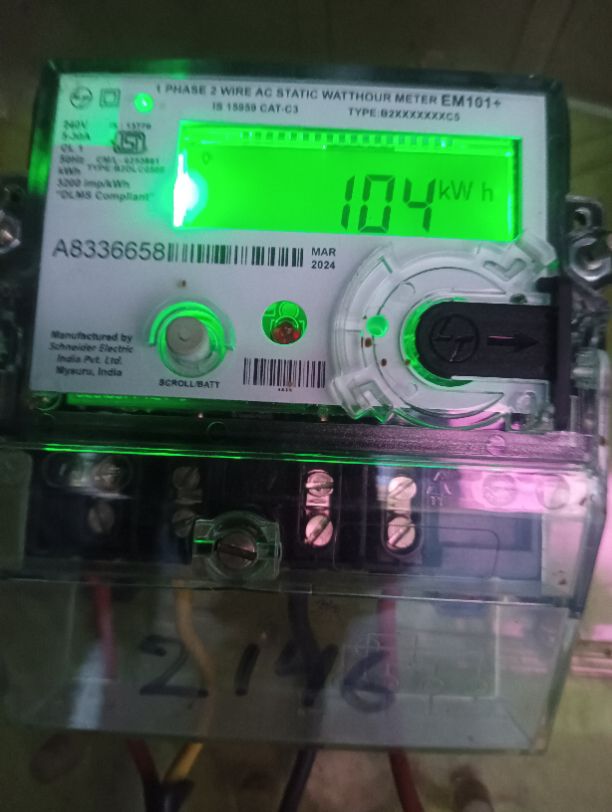 1 PHASE 2 WIRE AC STATIC WATTHOUR METER EM101+
IS 15959 CAT-C3 TYPE:B2XXXXXXXC5
240V
5-30A
CL 1
50Hz
kWh
3200 imp/kWh
"DLMS Compliant"
104 kWh
A8336658
MAR
2024
Manufactured by
Schneider Electric
India Pvt. Ltd.
Mysuru, India
SCROLL/BATT
2146